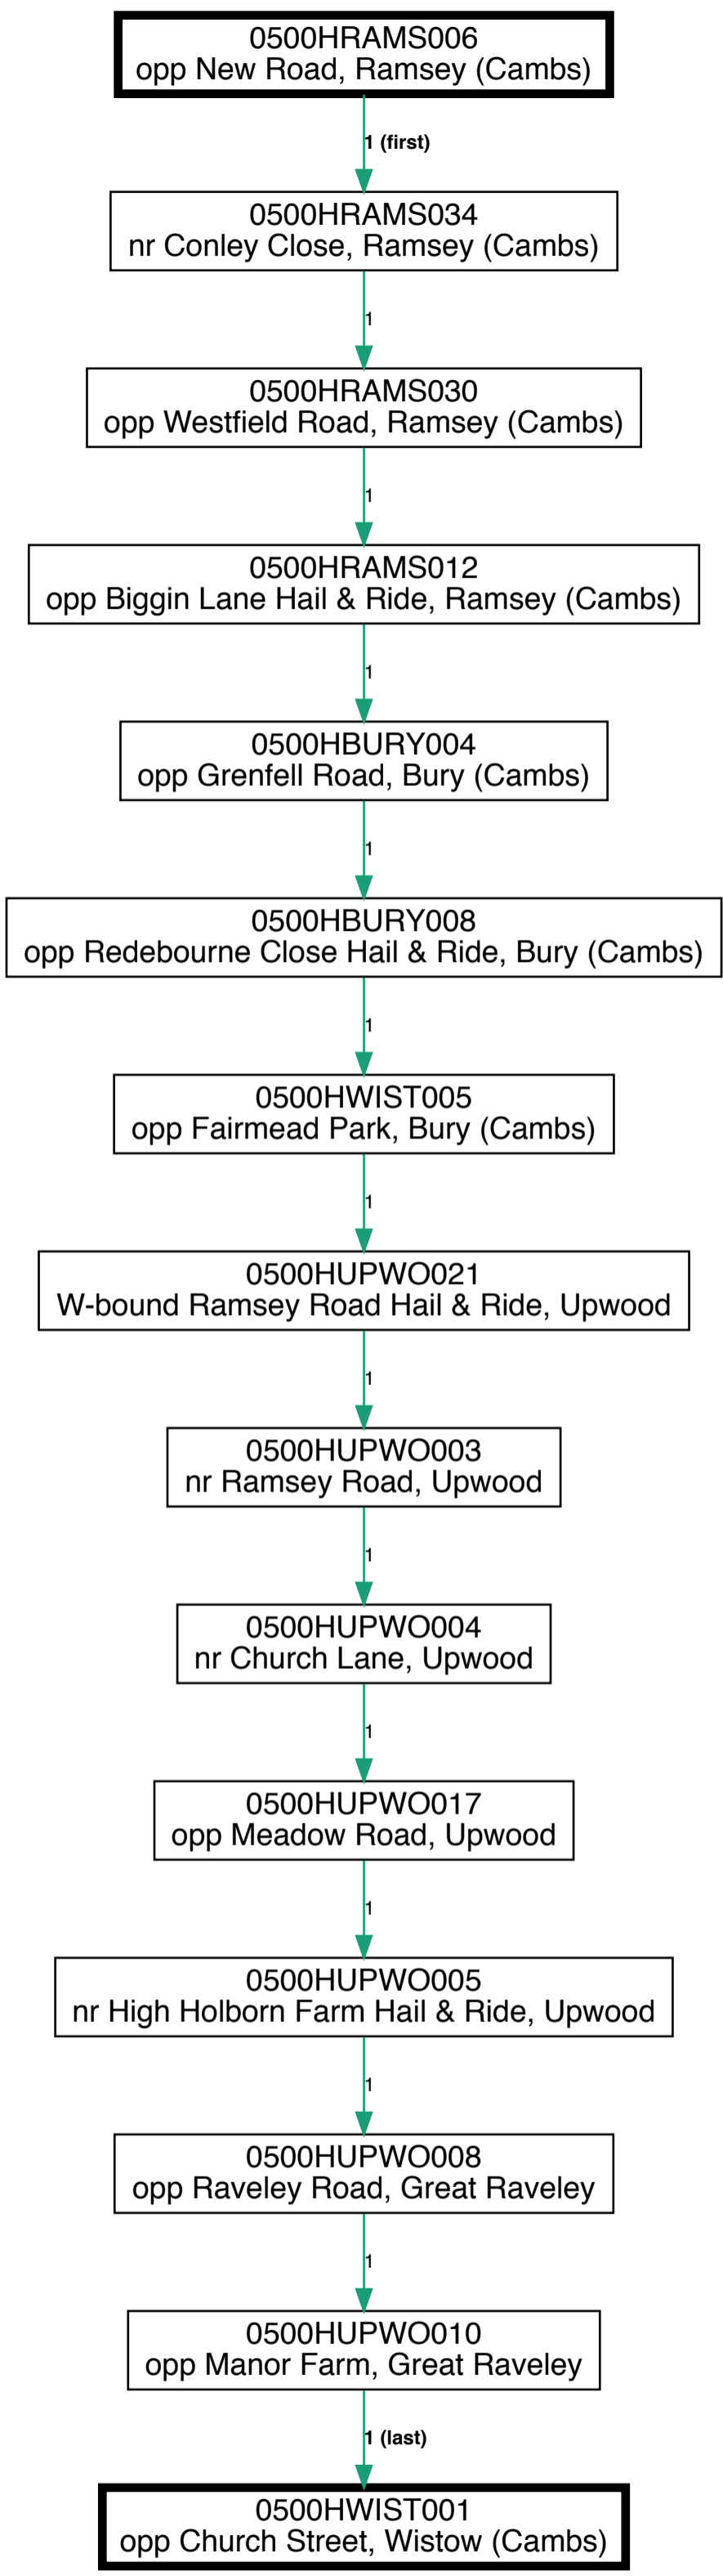 0500HRAMS006
opp New Road, Ramsey (Cambs)
1 (first)
0500HRAMS034
nr Conley Close, Ramsey (Cambs)
1
0500HRAMS030
opp Westfield Road, Ramsey (Cambs)
1
0500HRAMS012
opp Biggin Lane Hail & Ride, Ramsey (Cambs)
1
0500HBURY004
opp Grenfell Road, Bury (Cambs)
1
0500HBURY008
opp Redebourne Close Hail & Ride, Bury (Cambs)
1
0500HWIST005
opp Fairmead Park, Bury (Cambs)
1
0500HUPWO021
W-bound Ramsey Road Hail & Ride, Upwood
1
0500HUPWO003
nr Ramsey Road, Upwood
1
0500HUPWO004
nr Church Lane, Upwood
1
0500HUPWO017
opp Meadow Road, Upwood
1
0500HUPWO005
nr High Holborn Farm Hail & Ride, Upwood
1
0500HUPWO008
opp Raveley Road, Great Raveley
1
0500HUPWO010
opp Manor Farm, Great Raveley
1 (last)
0500HWIST001
opp Church Street, Wistow (Cambs)